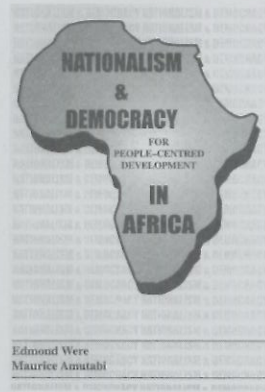 NATIONALISM
&
DEMOCRACY
FOR
PEOPLE-CENTRED
DEVELOPMENT
IN
AFRICA
Edmond Were
Maurice Amutabi